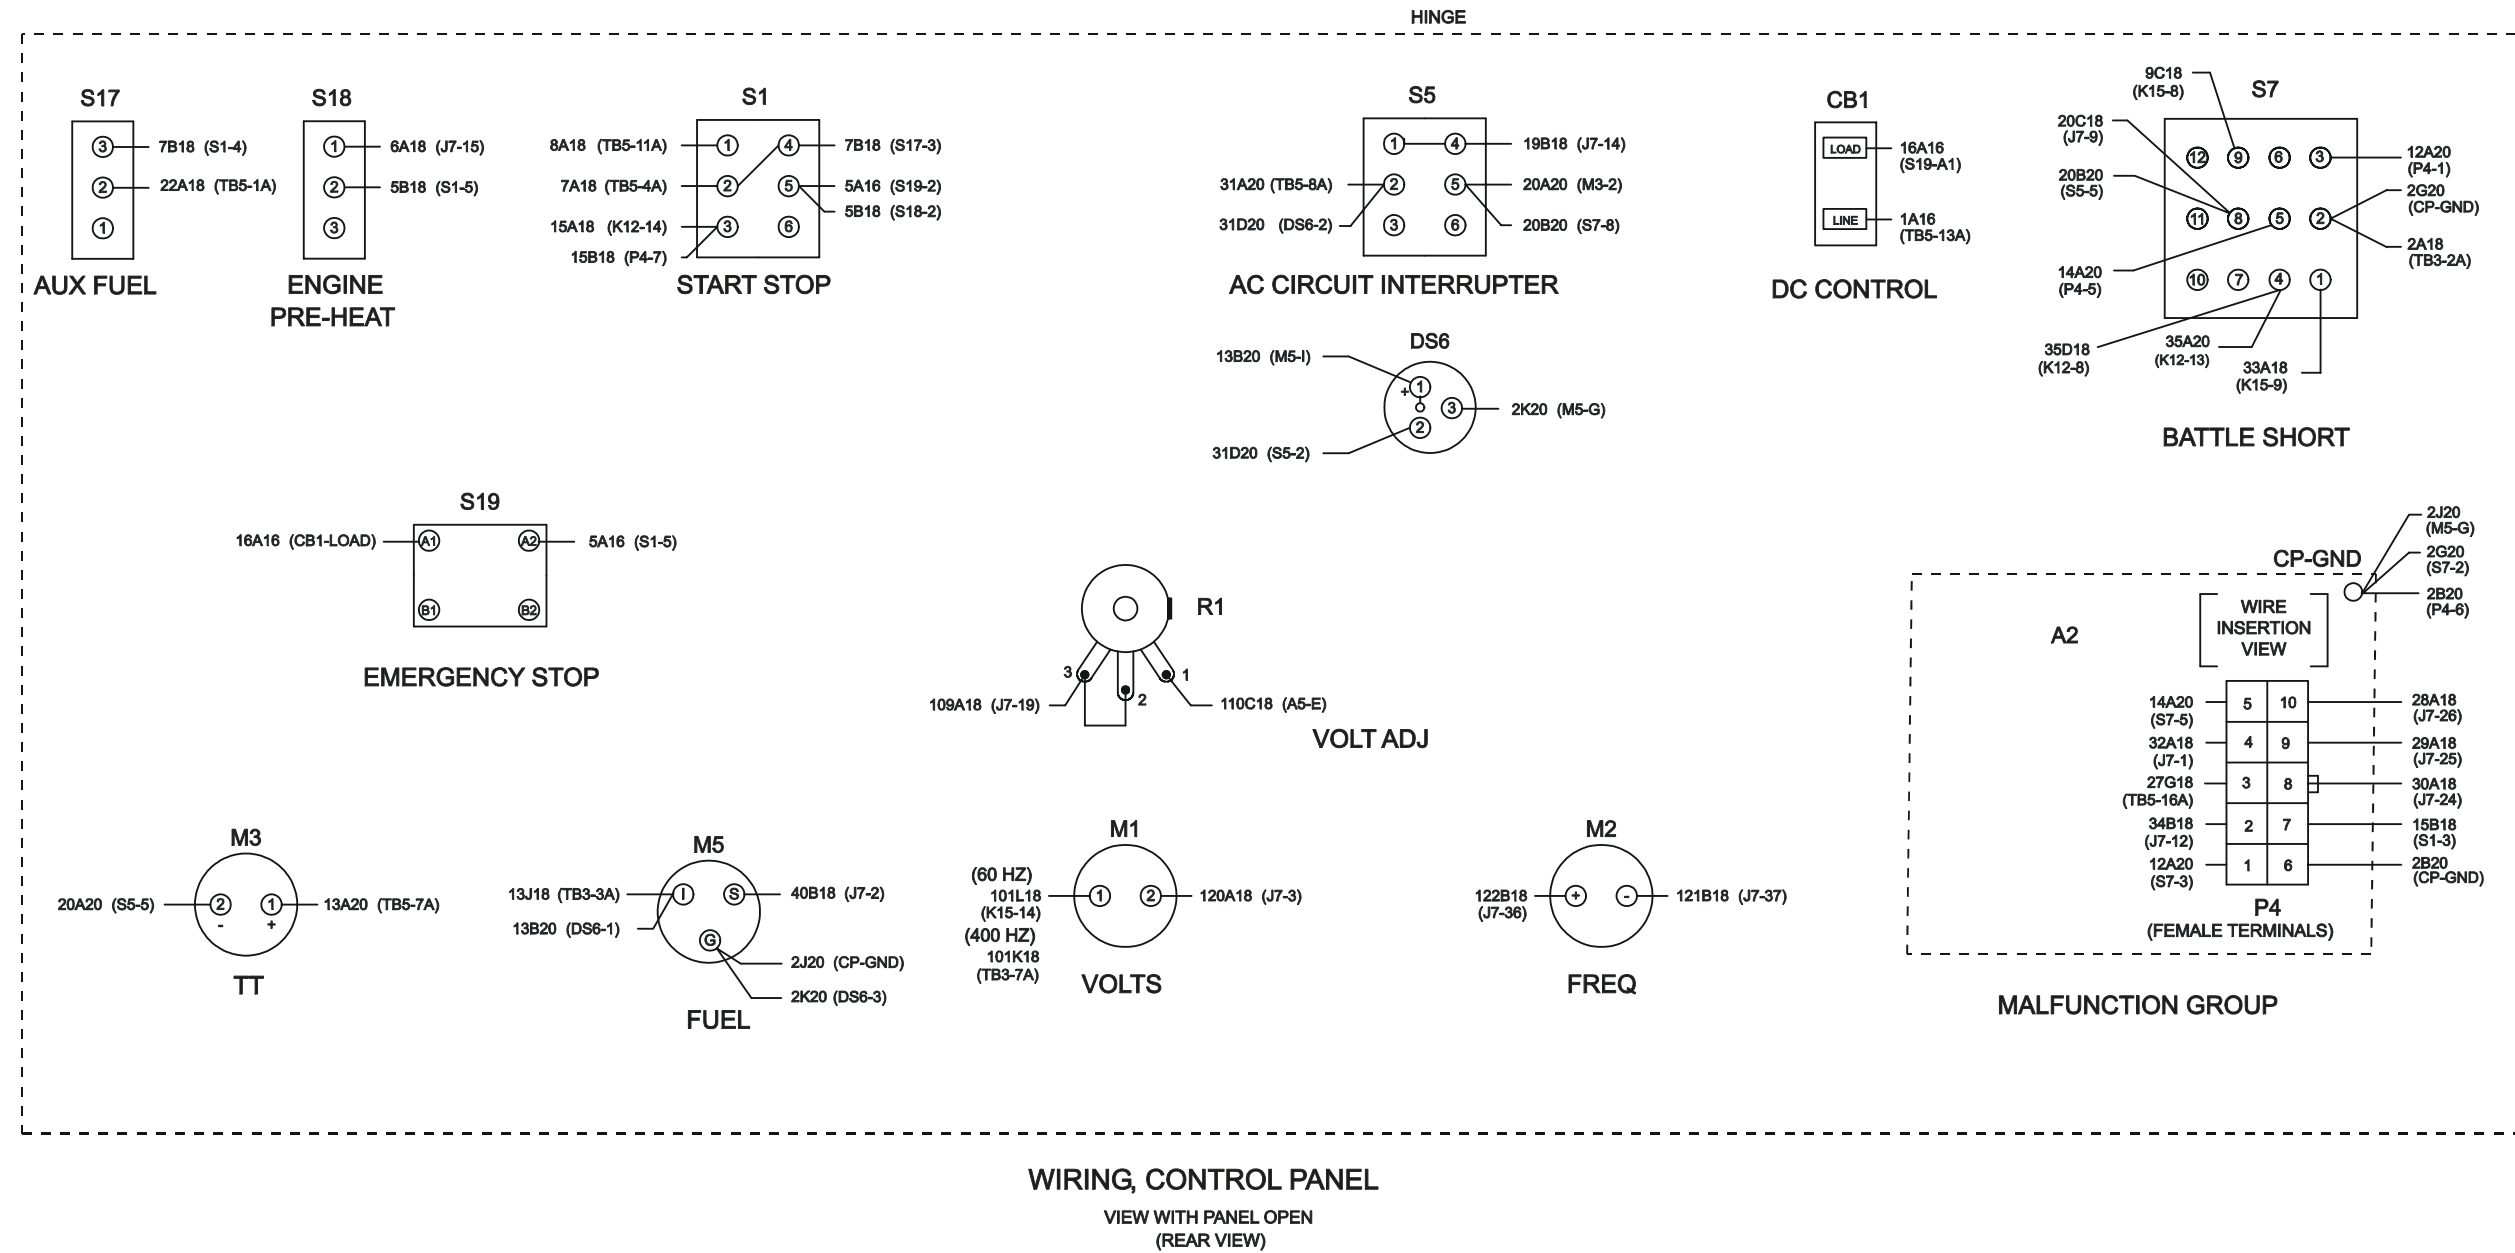 HINGE
S17
3
7B18 (S1-4)
2
22A18 (TB5-1A)
1
AUX FUEL
S18
1
6A18 (J7-15)
2
5B18 (S1-5)
3
ENGINE
PRE-HEAT
S1
8A18 (TB5-11A)
1
4
7B18 (S17-3)
7A18 (TB5-4A)
2
5
5A16 (S19-2)
5B18 (S18-2)
15A18 (K12-14)
3
6
15B18 (P4-7)
START STOP
S5
1
4
19B18 (J7-14)
31A20 (TB5-8A)
2
5
20A20 (M3-2)
31D20 (DS6-2)
3
6
20B20 (S7-8)
AC CIRCUIT INTERRUPTER
CB1
LOAD
16A16
(S19-A1)
LINE
1A16
(TB5-13A)
DC CONTROL
S7
9C18
(K15-8)
20C18
(J7-9)
20B20
(S5-5)
14A20
(P4-5)
12
9
6
3
11
8
5
2
10
7
4
1
12A20
(P4-1)
2G20
(CP-GND)
2A18
(TB3-2A)
35D18
(K12-8)
35A20
(K12-13)
33A18
(K15-9)
BATTLE SHORT
DS6
13B20 (M5-I)
1
+
3
2K20 (M5-G)
2
31D20 (S5-2)
S19
16A16 (CB1-LOAD)
A1
A2
5A16 (S1-5)
B1
B2
EMERGENCY STOP
R1
3
1
2
109A18 (J7-19)
110C18 (A5-E)
VOLT ADJ
CP-GND
2J20
(M5-G)
2G20
(S7-2)
2B20
(P4-6)
A2
WIRE
INSERTION
VIEW
14A20
(S7-5)
5
10
28A18
(J7-26)
32A18
(J7-1)
4
9
29A18
(J7-25)
27G18
(TB5-16A)
3
8
30A18
(J7-24)
34B18
(J7-12)
2
7
15B18
(S1-3)
12A20
(S7-3)
1
6
2B20
(CP-GND)
P4
(FEMALE TERMINALS)
MALFUNCTION GROUP
M3
20A20 (S5-5)
2
1
13A20 (TB5-7A)
-
+
TT
M5
13J18 (TB3-3A)
I
S
40B18 (J7-2)
13B20 (DS6-1)
G
2J20 (CP-GND)
2K20 (DS6-3)
FUEL
M1
(60 HZ)
101L18
(K15-14)
(400 HZ)
101K18
(TB3-7A)
1
2
120A18 (J7-3)
VOLTS
M2
122B18
(J7-36)
+
-
121B18 (J7-37)
FREQ
WIRING, CONTROL PANEL
VIEW WITH PANEL OPEN
(REAR VIEW)